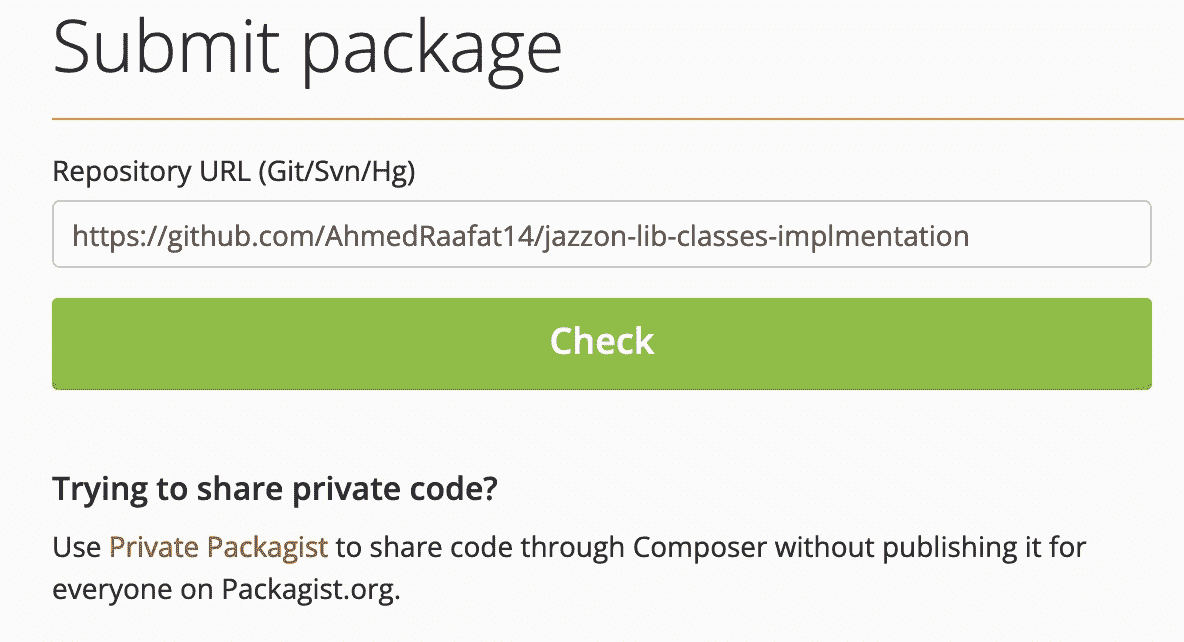 Submit package
Repository URL (Git/Svn/Hg)
https://github.com/AhmedRaafat14/jazzon-lib-classes-implmentation
Check
Trying to share private code?
Use Private Packagist to share code through Composer without publishing it for
everyone on Packagist.org.